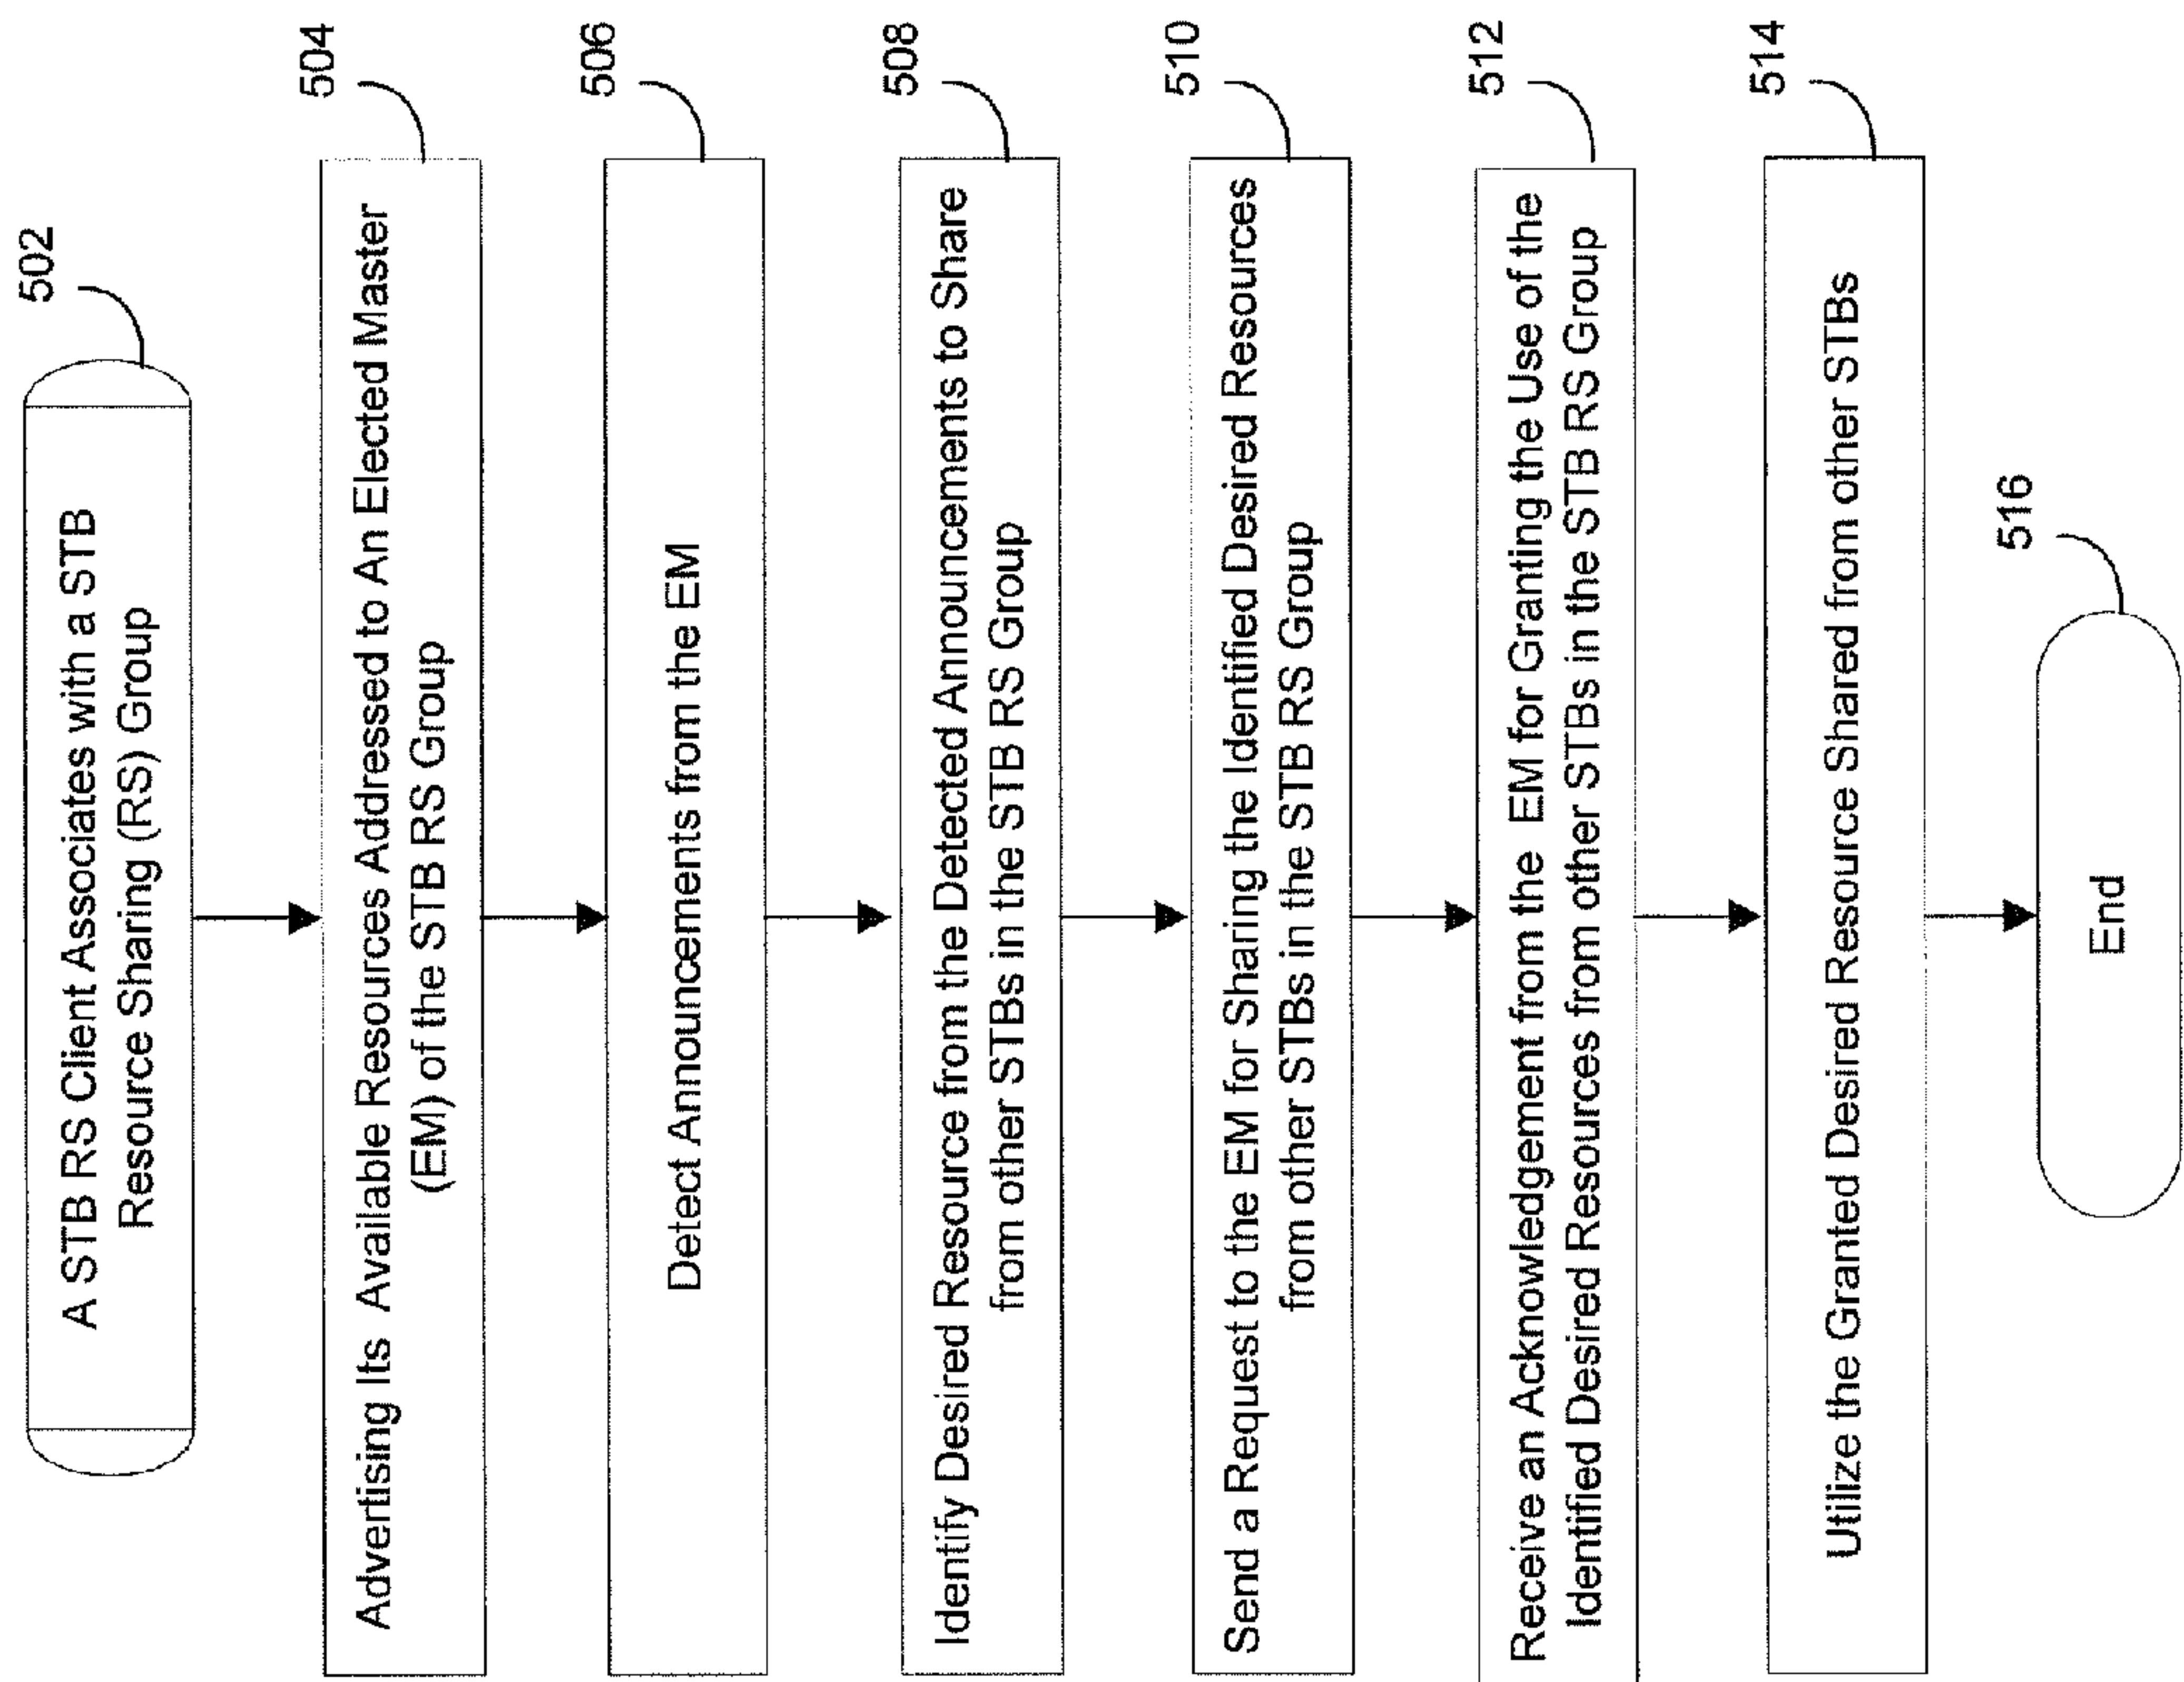 502
A STB RS Client Associates with a STB
Resource Sharing (RS) Group
504
Advertising Its Available Resources Addressed to An Elected Master
(EM) of the STB RS Group
506
Detect Announcements from the EM
508
Identify Desired Resource from the Detected Announcements to Share
from other STBs in the STB RS Group
510
Send a Request to the EM for Sharing the Identified Desired Resources
from other STBs in the STB RS Group
512
Receive an Acknowledgement from the EM for Granting the Use of the
Identified Desired Resources from other STBs in the STB RS Group
514
Utilize the Granted Desired Resource Shared from other STBs
516
End